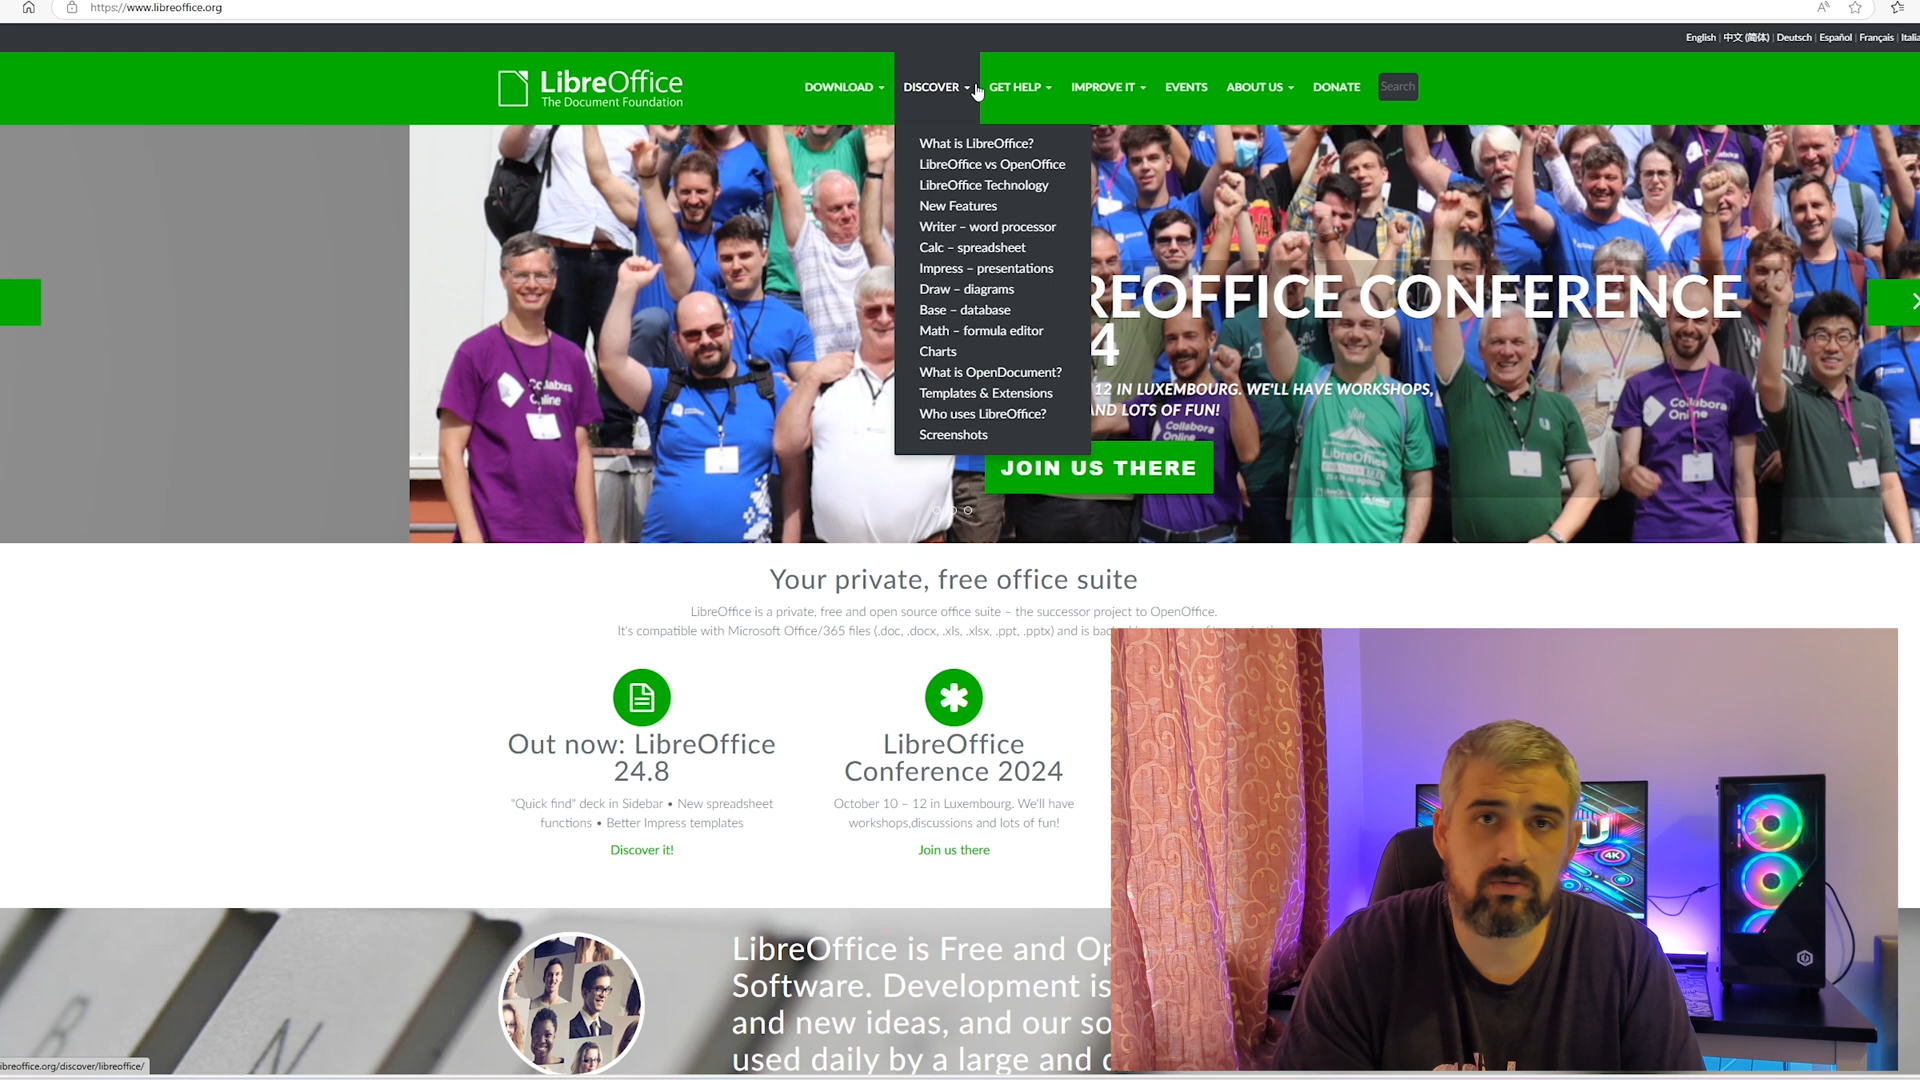 https://www.libreoffice.org
English | 中文 (简体) | Deutsch | Español | Français |
LibreOffice
The Document Foundation
DOWNLOAD
DISCOVER
GET HELP
IMPROVE IT
EVENTS
ABOUT US
DONATE
Search
What is LibreOffice?
LibreOffice vs OpenOffice
LibreOffice Technology
New Features
Writer – word processor
Calc – spreadsheet
Impress – presentations
Draw – diagrams
Base – database
Math – formula editor
Charts
What is OpenDocument?
Templates & Extensions
Who uses LibreOffice?
Screenshots
REOFFICE CONFERENCE
4
12 IN LUXEMBOURG. WE'LL HAVE WORKSHOPS,
AND LOTS OF FUN!
JOIN US THERE
Collabora
Online
Collabora
Online
Collabora
Online
LibreOffice
Your private, free office suite
LibreOffice is a private, free and open source office suite – the successor project to OpenOffice.
It's compatible with Microsoft Office/365 files (.doc, .docx, .xls, .xlsx, .ppt, .pptx) and is
Out now: LibreOffice
24.8
"Quick find" deck in Sidebar • New spreadsheet
functions • Better Impress templates
Discover it!
LibreOffice
Conference 2024
October 10 – 12 in Luxembourg. We'll have
workshops,discussions and lots of fun!
Join us there
LibreOffice is Free and Op
Software. Development is
and new ideas, and our so
used daily by a large and
4K
ibreoffice.org/discover/libreoffice/